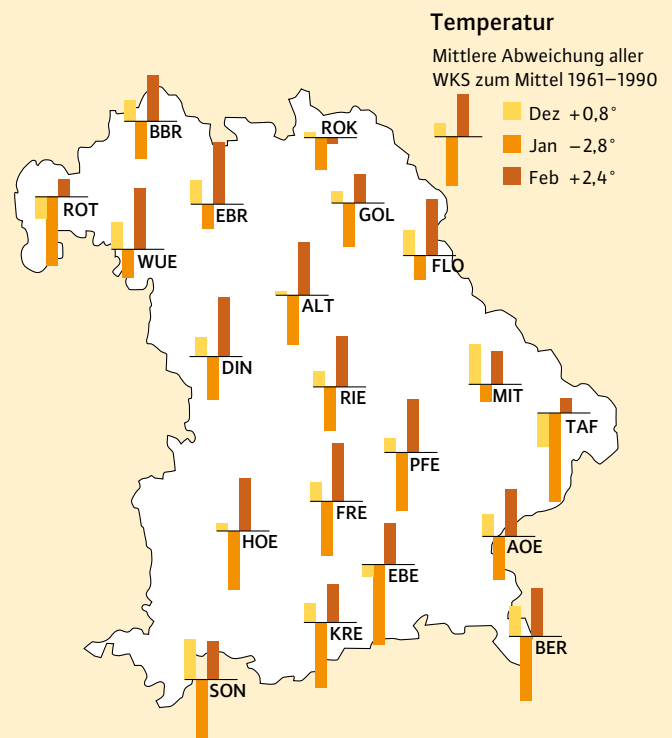 Temperatur
Mittlere Abweichung aller
WKS zum Mittel 1961–1990
Dez +0,8°
Jan –2,8°
Feb +2,4°
BBR
ROK
ROT
EBR
GOL
WUE
FLO
ALT
DIN
RIE
MIT
TAF
PFE
FRE
HOE
AOE
EBE
KRE
BER
SON